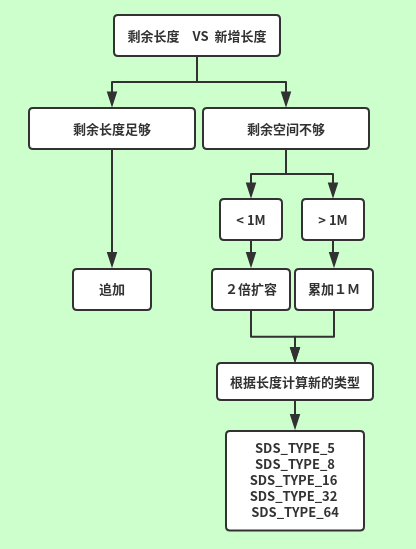 剩余长度 VS 新增长度
剩余长度足够
剩余空间不够
< 1M
> 1M
追加
２倍扩容
累加１Ｍ
根据长度计算新的类型
SDS_TYPE_5
SDS_TYPE_8
SDS_TYPE_16
SDS_TYPE_32
SDS_TYPE_64